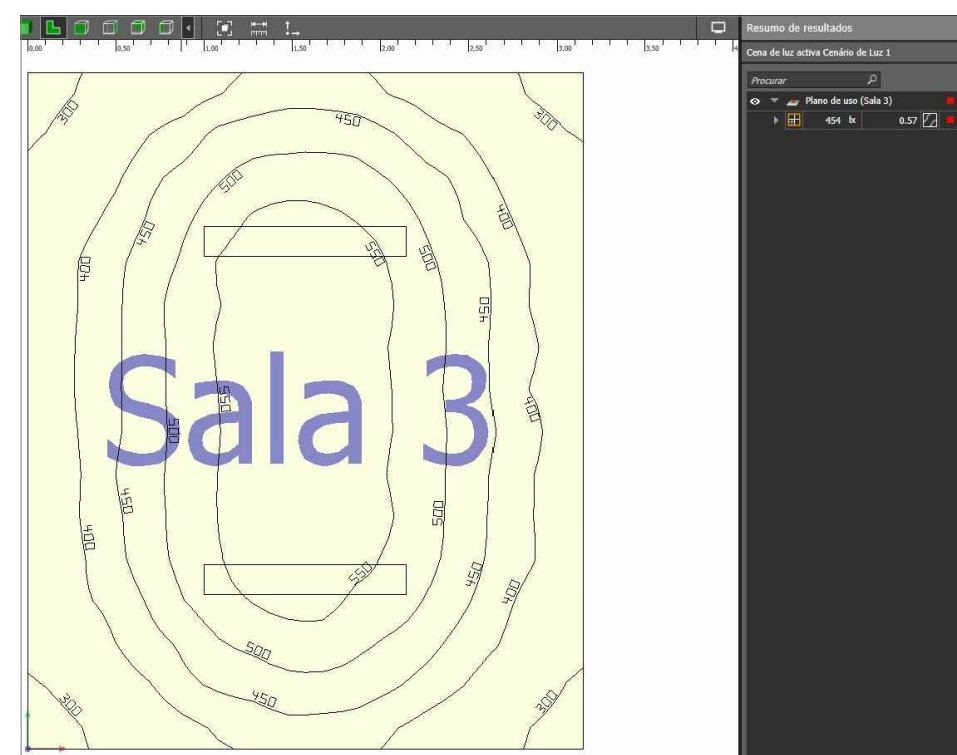 Resumo de resultados
0,00 0,50 1,00 1,50 2,00 2,50 3,00 3,50 4
Cena de luz activa Cenário de Luz 1
Procurar
Plano de uso (Sala 3)
454 lx 0.57
300 450 300
500
450 400
400 550 500
450
Sala 3
550 400
500
450 500
400
550 450 400
500
300 450 300